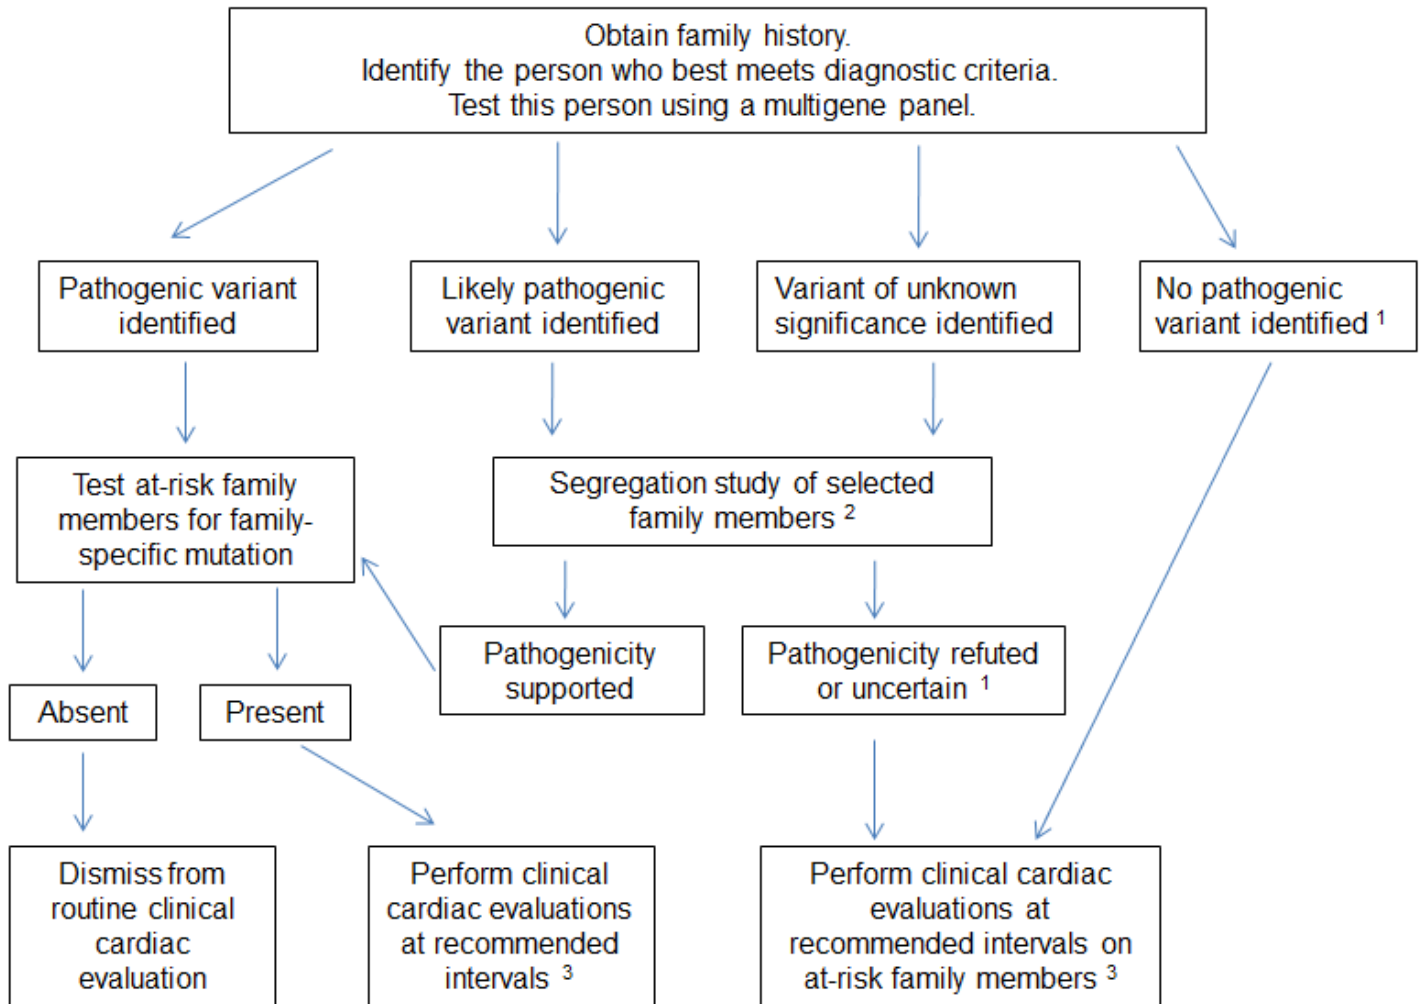 Obtain family history.
Identify the person who best meets diagnostic criteria.
Test this person using a multigene panel.
Pathogenic variant
identified
Likely pathogenic
variant identified
Variant of unknown
significance identified
No pathogenic
variant identified 1
Test at-risk family
members for family-
specific mutation
Segregation study of selected
family members 2
Pathogenicity
supported
Pathogenicity refuted
or uncertain 1
Absent
Present
Dismiss from
routine clinical
cardiac
evaluation
Perform clinical
cardiac evaluations
at recommended
intervals 3
Perform clinical cardiac
evaluations at
recommended intervals on
at-risk family members 3